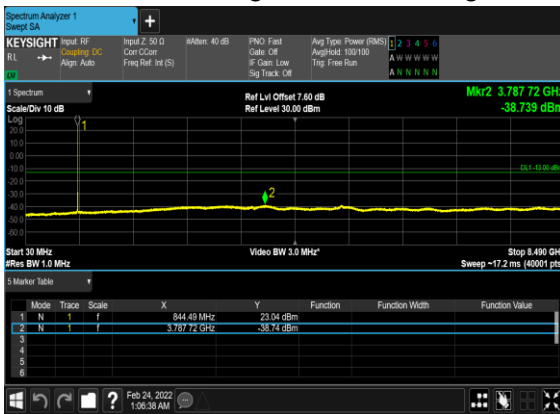 Spectrum Analyzer 1
Swept SA
KEYSIGHT Input: RF Input Z: 50 Ω #Atten: 40 dB PNO: Fast Avg Type: Power (RMS) 1 2 3 4 5 6
RL Coupling: DC Corr CCorr Gate: Off Avg|Hold: 100/100 A W W W W W
Align: Auto Freq Ref: Int (S) IF Gain: Low Trig: Free Run
LV Sig Track: Off A N N N N N
1 Spectrum Ref Lvl Offset 7.60 dB Mkr2 3.787 72 GHz
Scale/Div 10 dB Ref Level 30.00 dBm -38.739 dBm
Log
20.0 1
10.0
0.00
-10.0 DL1 -13.00 dBm
-20.0
-30.0 2
-40.0
-50.0
-60.0
Start 30 MHz Video BW 3.0 MHz* Stop 8.490 GHz
#Res BW 1.0 MHz Sweep ~17.2 ms (40001 pts)
5 Marker Table
Mode Trace Scale X Y Function Function Width Function Value
1 N 1 f 844.49 MHz 23.04 dBm
2 N 1 f 3.787 72 GHz -38.74 dBm
3
4
5
6
Feb 24, 2022
1:06:38 AM